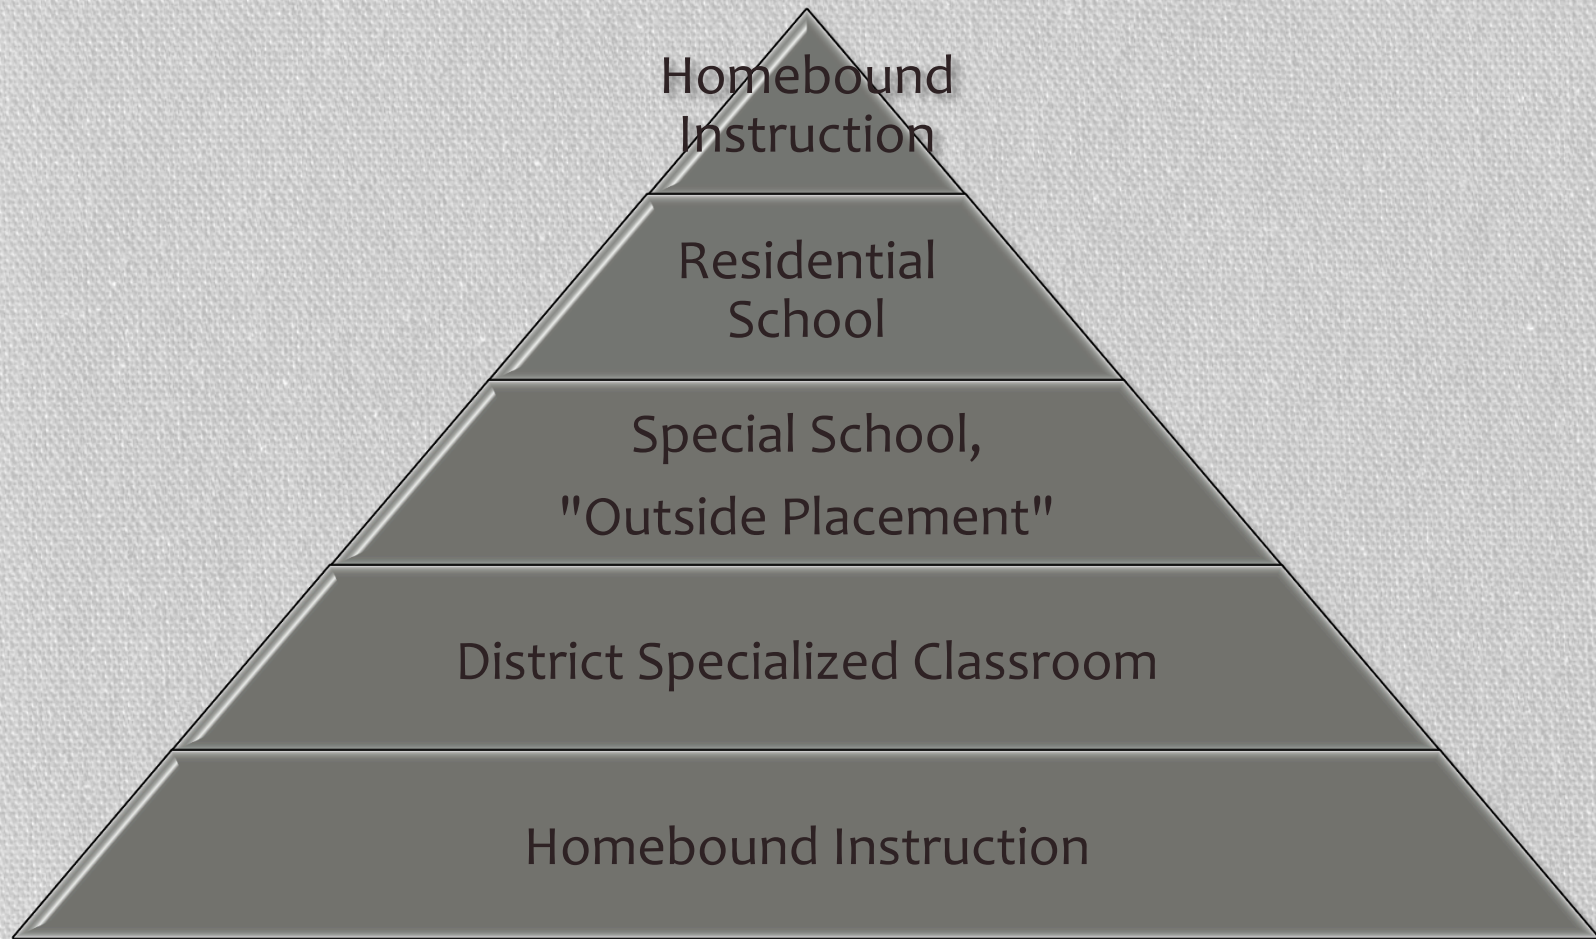 Homebound
Instruction
Residential
School
Special School,
"Outside Placement"
District Specialized Classroom
Homebound Instruction